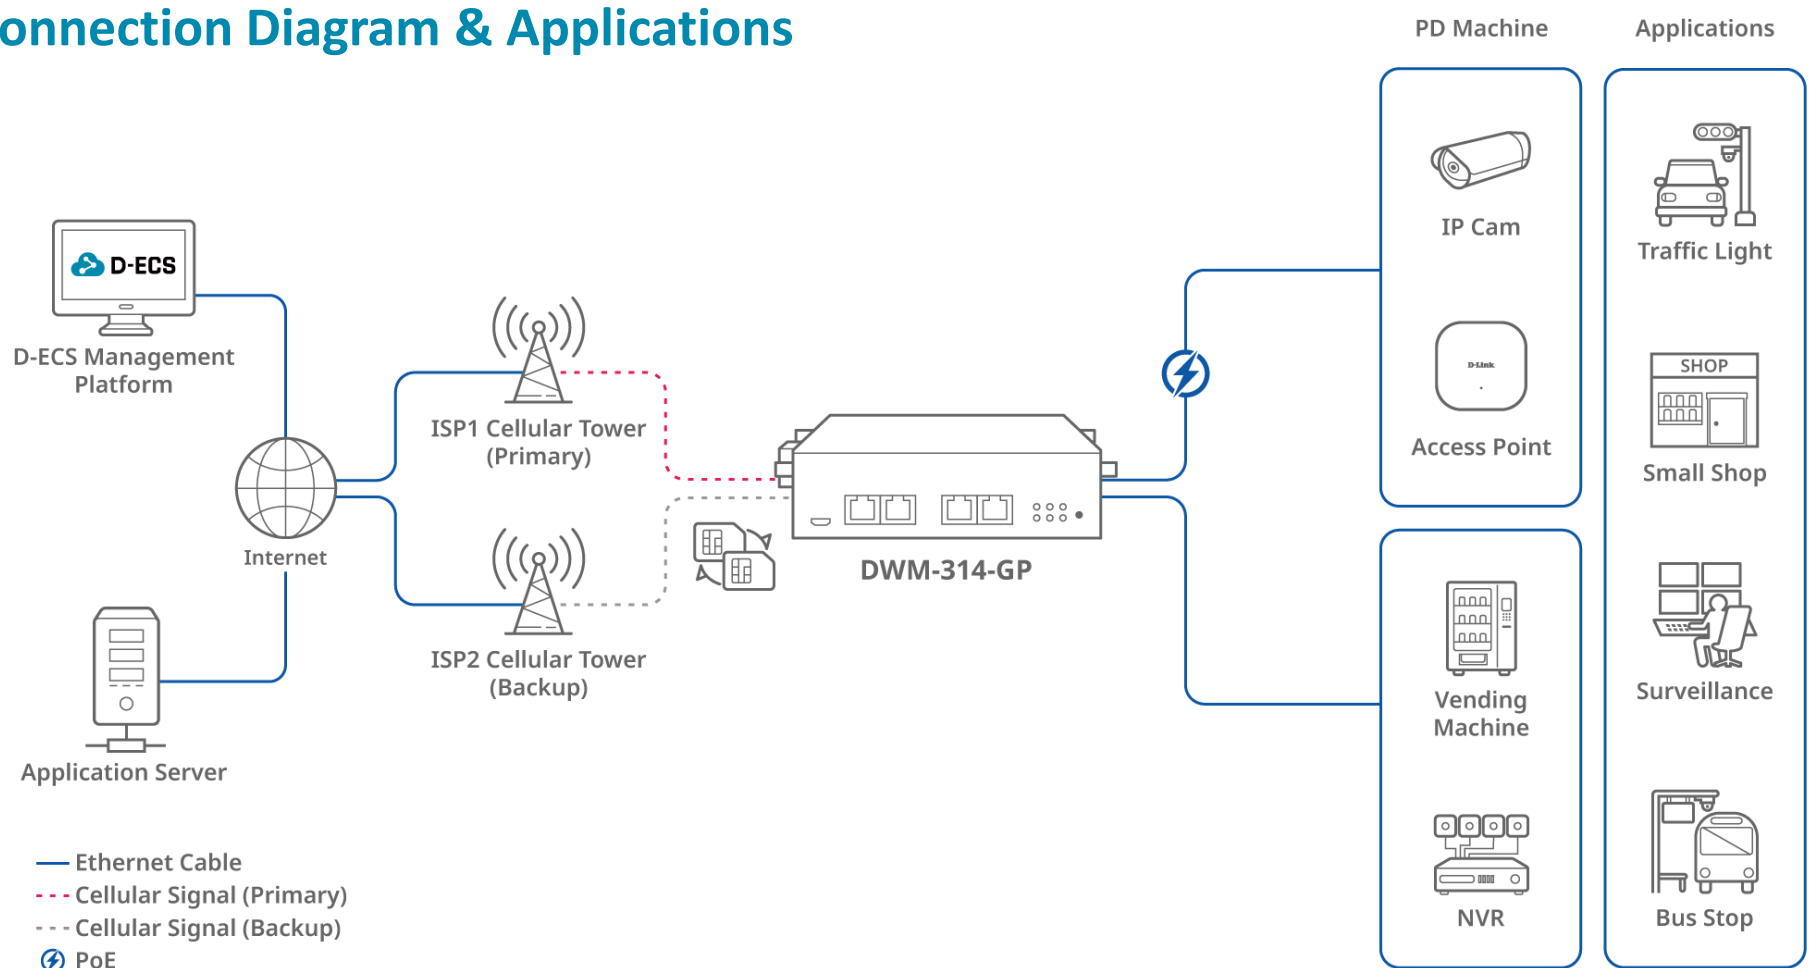 onnection Diagram & Applications
PD Machine
Applications
IP Cam
Traffic Light
D-ECS
D-ECS Management
Platform
D-Link
SHOP
ISP1 Cellular Tower
(Primary)
Access Point
Small Shop
Internet
DWM-314-GP
ISP2 Cellular Tower
(Backup)
Vending
Machine
Surveillance
Application Server
NVR
Bus Stop
Ethernet Cable
Cellular Signal (Primary)
Cellular Signal (Backup)
PoE